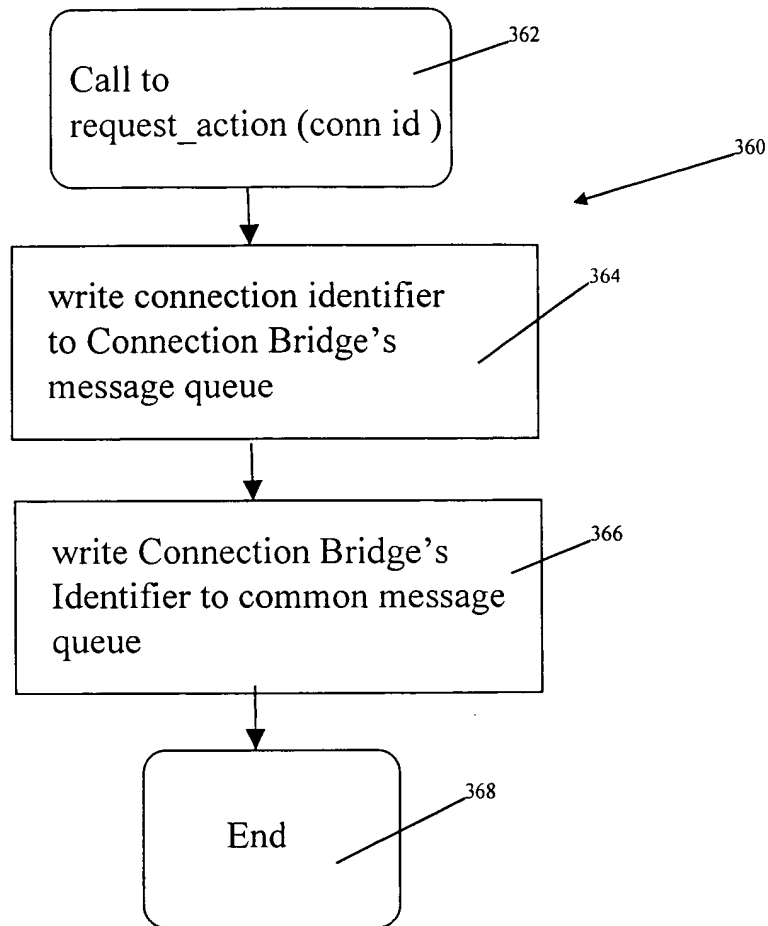 362
Call to
request_action (conn id )
360
364
write connection identifier
to Connection Bridge's
message queue
366
write Connection Bridge's
Identifier to common message
queue
368
End